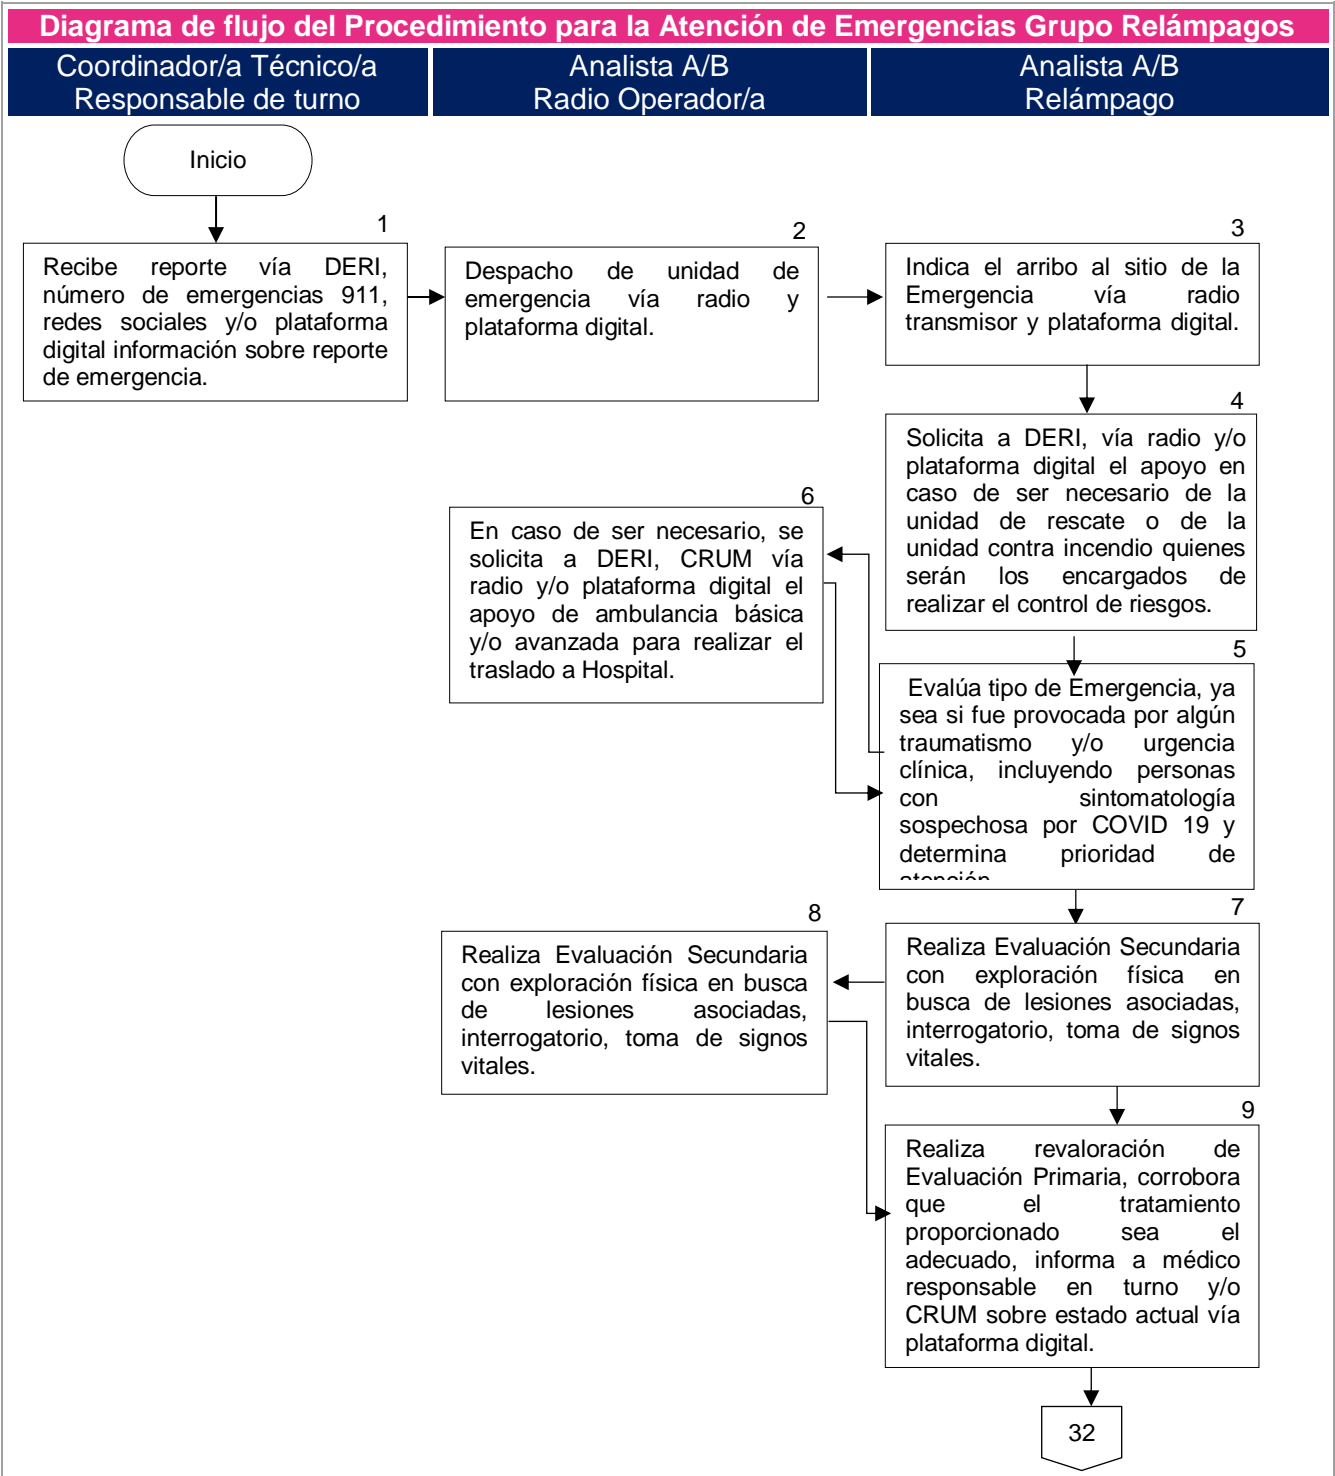 Diagrama de flujo del Procedimiento para la Atención de Emergencias Grupo Relámpagos
Coordinador/a Técnico/a
Responsable de turno
Analista A/B
Radio Operador/a
Analista A/B
Relámpago
Inicio
1
Recibe reporte vía DERI,
número de emergencias 911,
redes sociales y/o plataforma
digital información sobre reporte
de emergencia.
2
Despacho de unidad de
emergencia vía radio y
plataforma digital.
3
Indica el arribo al sitio de la
Emergencia vía radio
transmisor y plataforma digital.
4
Solicita a DERI, vía radio y/o
plataforma digital el apoyo en
caso de ser necesario de la
unidad de rescate o de la
unidad contra incendio quienes
serán los encargados de
realizar el control de riesgos.
5
Evalúa tipo de Emergencia, ya
sea si fue provocada por algún
traumatismo y/o urgencia
clínica, incluyendo personas
con sintomatología
sospechosa por COVID 19 y
determina prioridad de
atención
6
En caso de ser necesario, se
solicita a DERI, CRUM vía
radio y/o plataforma digital el
apoyo de ambulancia básica
y/o avanzada para realizar el
traslado a Hospital.
7
Realiza Evaluación Secundaria
con exploración física en
busca de lesiones asociadas,
interrogatorio, toma de signos
vitales.
8
Realiza Evaluación Secundaria
con exploración física en busca
de lesiones asociadas,
interrogatorio, toma de signos
vitales.
9
Realiza revaloración de
Evaluación Primaria, corrobora
que el tratamiento
proporcionado sea el
adecuado, informa a médico
responsable en turno y/o
CRUM sobre estado actual vía
plataforma digital.
32